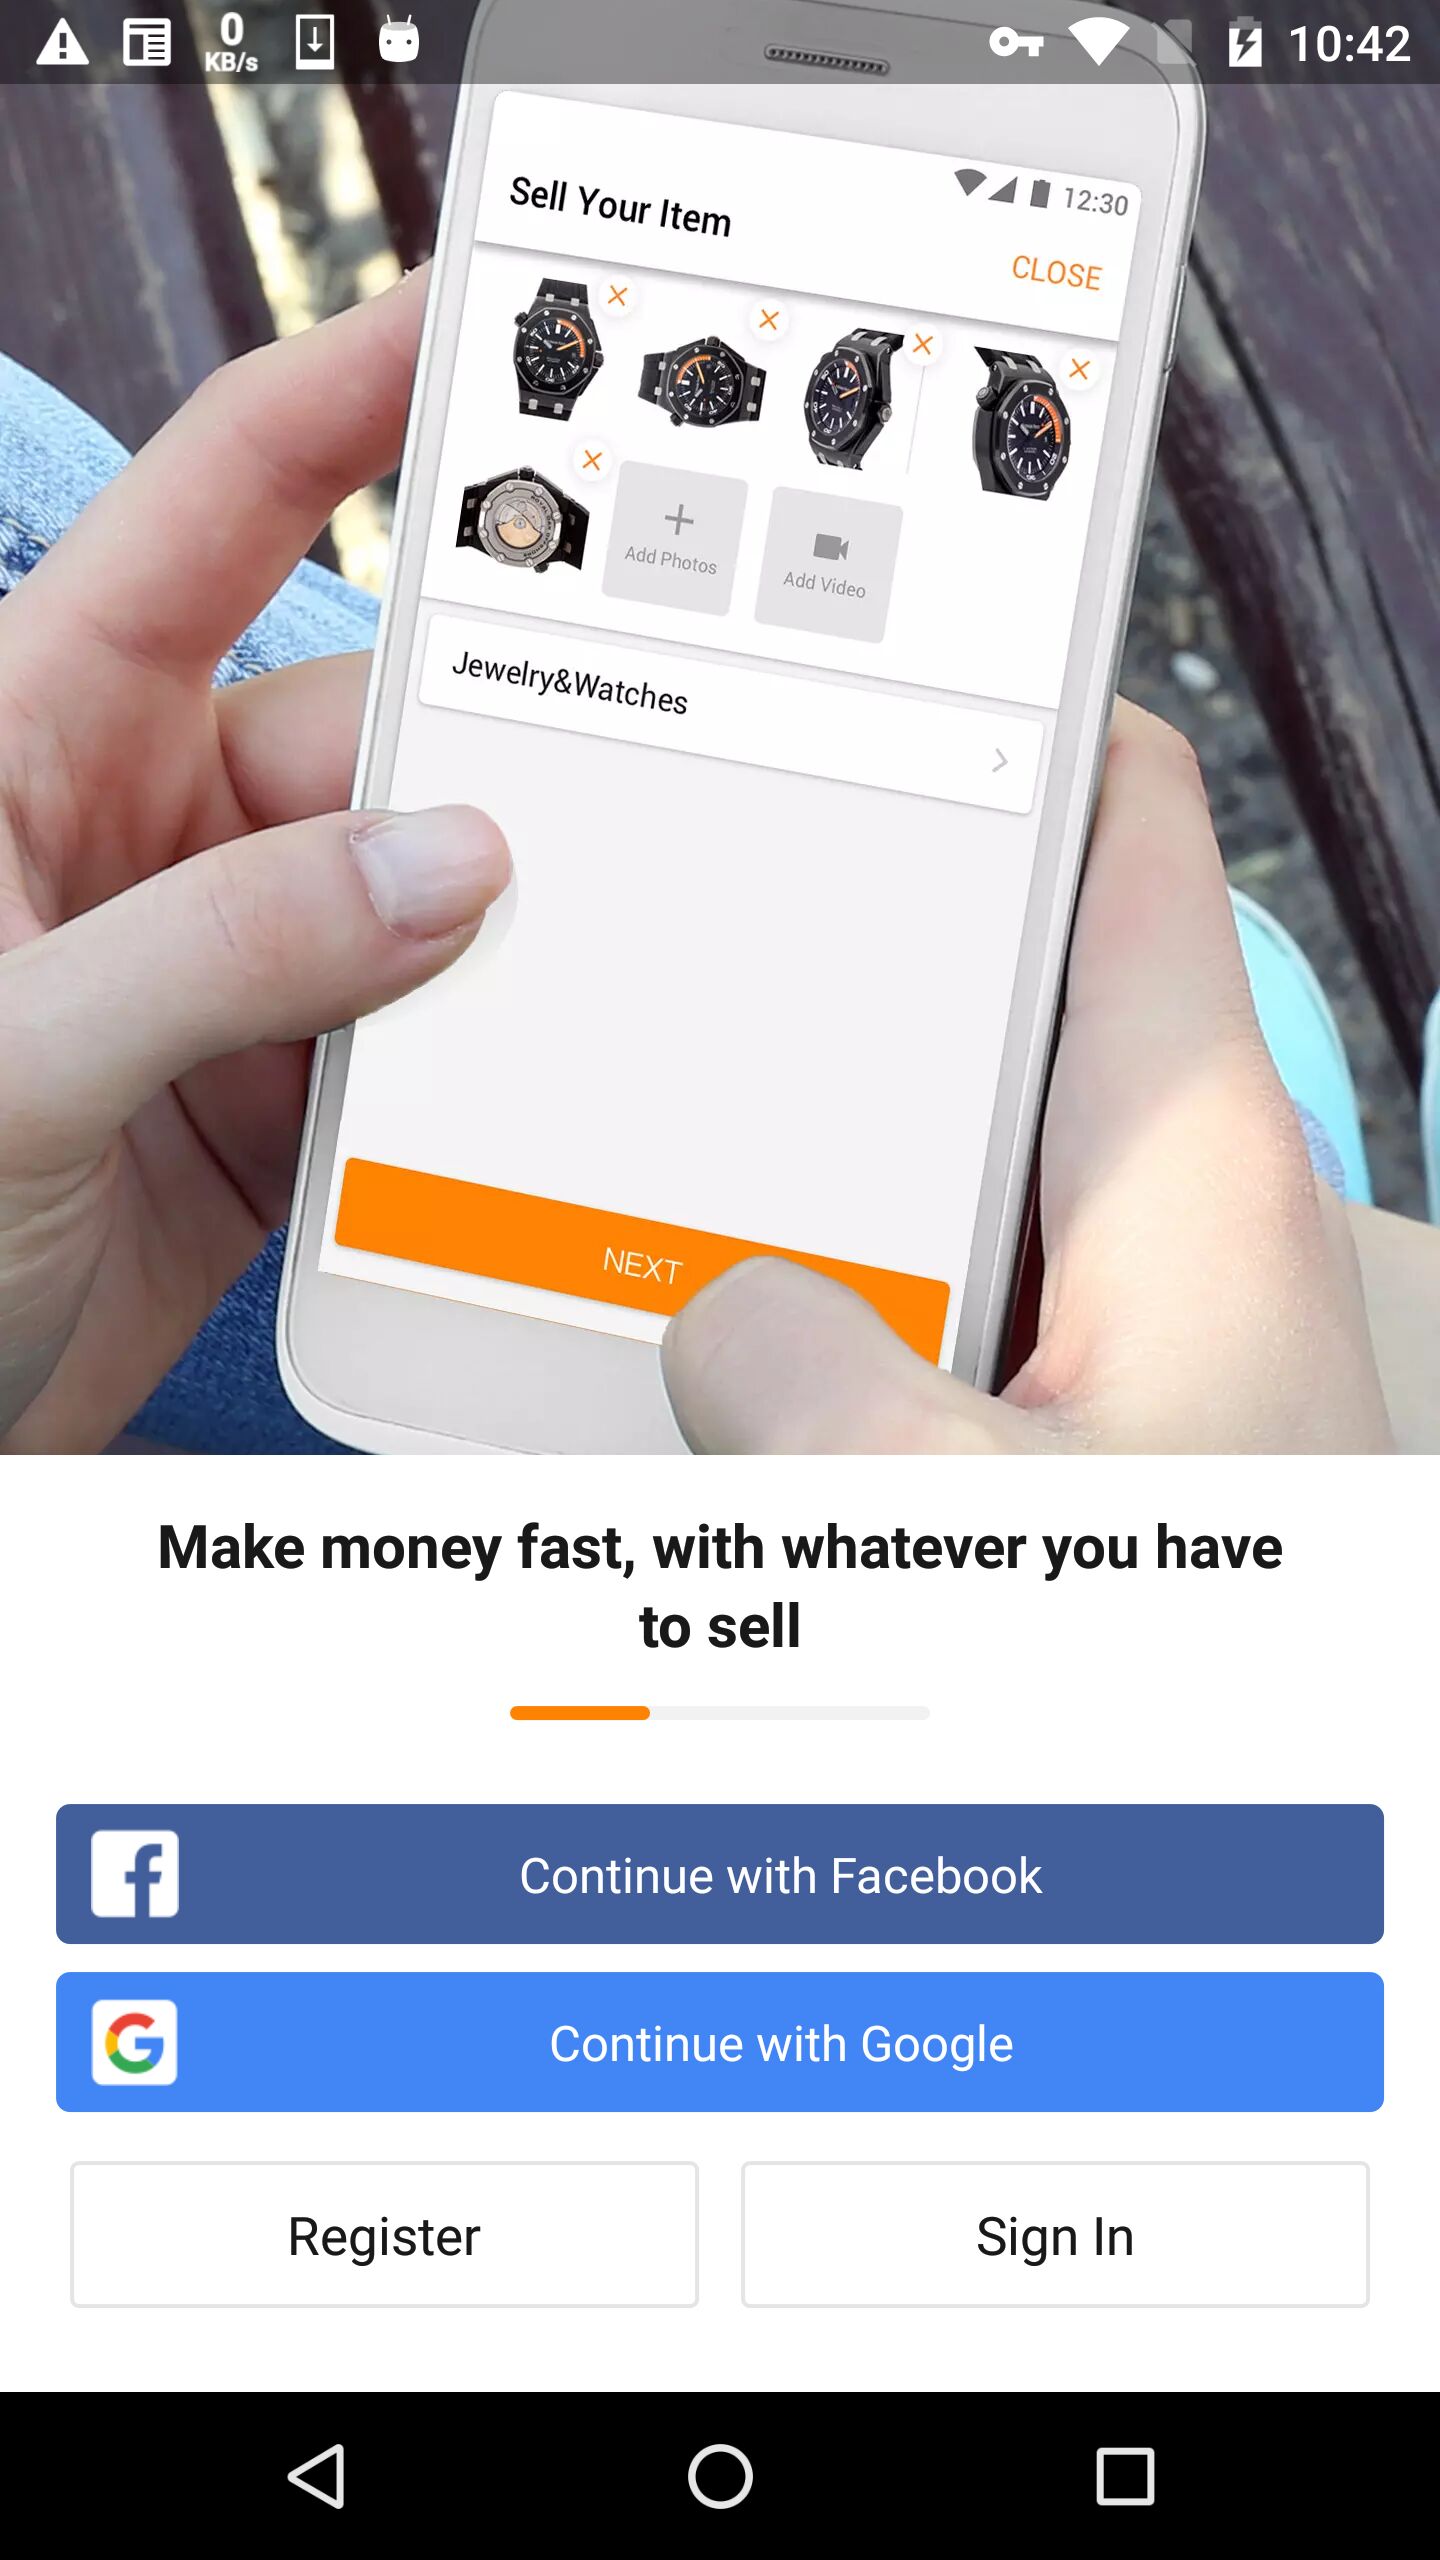 0
KB/s
10:42
12:30
Sell Your Item
CLOSE
Add Photos
Add Video
Jewelry&Watches
NEXT
Make money fast, with whatever you have
to sell
Continue with Facebook
Continue with Google
Register
Sign In